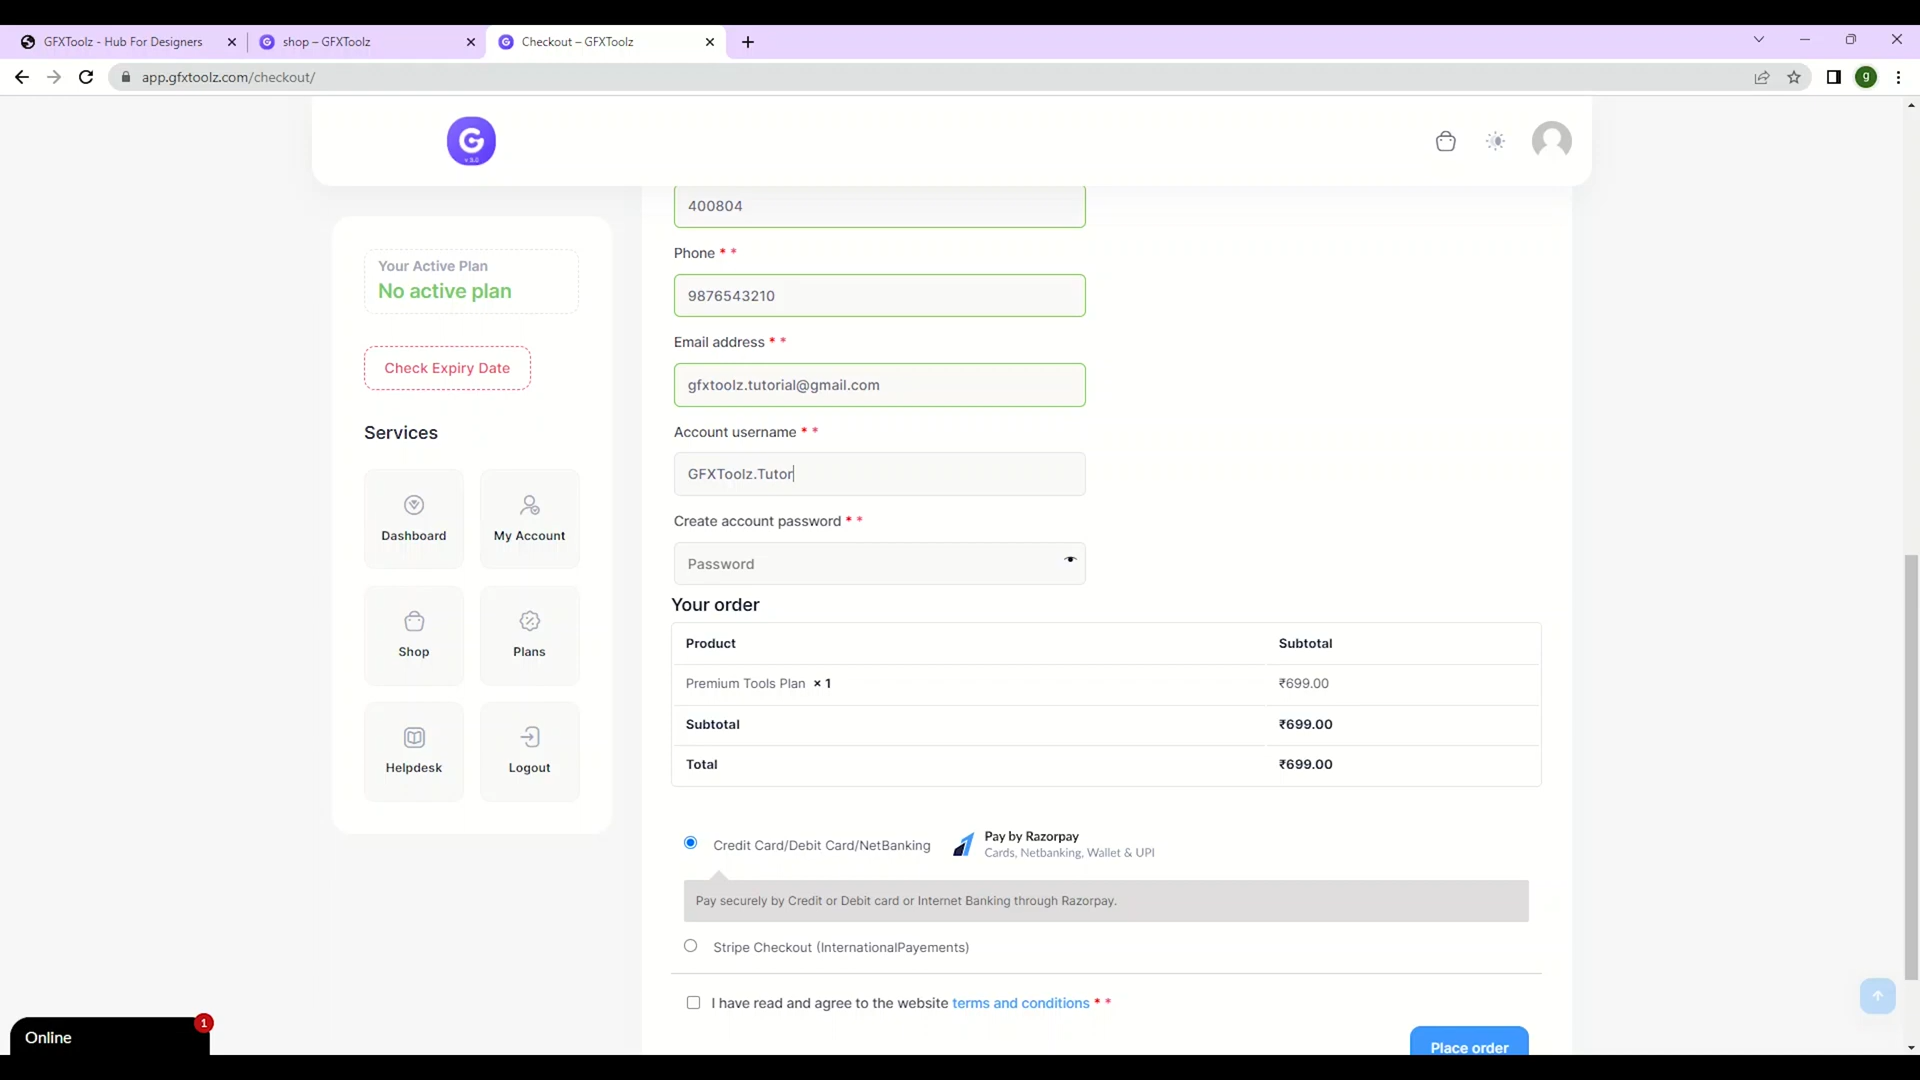 GFXToolz - Hub For Designers
shop – GFXToolz
Checkout – GFXToolz
app.gfxtoolz.com/checkout/
g
G
v 3.0
400804
Your Active Plan
No active plan
Check Expiry Date
Services
Dashboard
My Account
Shop
Plans
Helpdesk
Logout
Phone * *
9876543210
Email address * *
gfxtoolz.tutorial@gmail.com
Account username * *
GFXToolz.Tutor
Create account password * *
Password
Your order
Product Subtotal
Premium Tools Plan × 1 ₹699.00
Subtotal ₹699.00
Total ₹699.00
Credit Card/Debit Card/NetBanking
Pay by Razorpay
Cards, Netbanking, Wallet & UPI
Pay securely by Credit or Debit card or Internet Banking through Razorpay.
Stripe Checkout (InternationalPayements)
I have read and agree to the website terms and conditions * *
Place order
Online
1